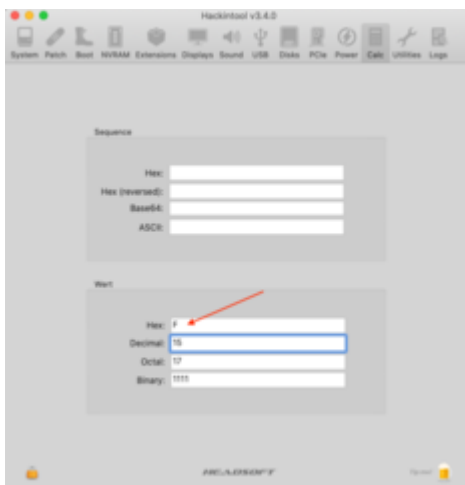 Hackintool v3.4.0
System Patch Boot NVRAM Extensions Displays Sound USB Disks PCIe Power Calc Utilities Logs
Sequence
Hex:
Hex (reversed):
Base64:
ASCII:
Wert
Hex: F
Decimal: 15
Octal: 17
Binary: 1111
HEADSOFT